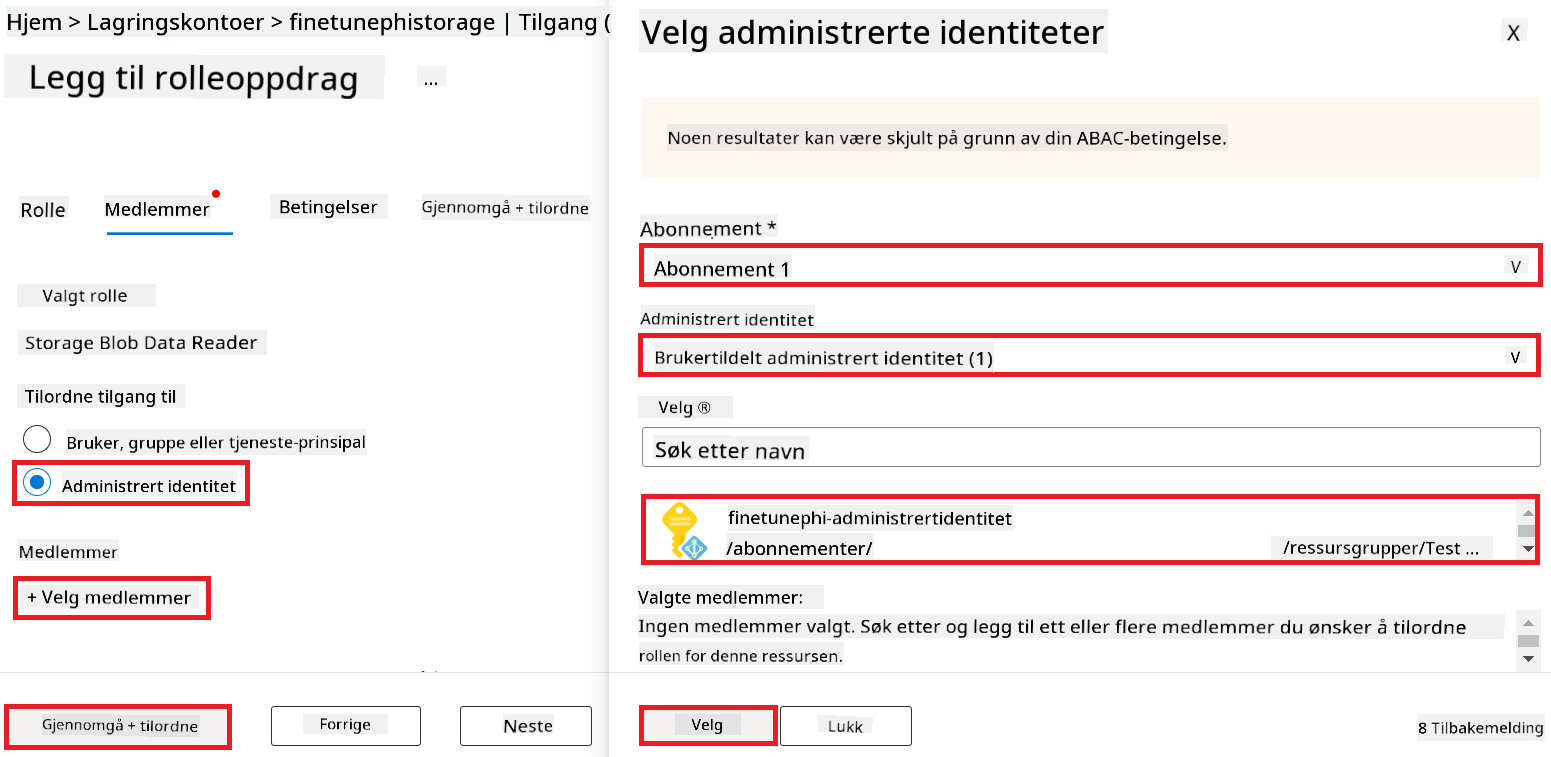 Hjem > Lagringskontoer > finetunephistorage | Tilgang (
Legg til rolleoppdrag
...
Rolle
Medlemmer
Betingelser
Gjennomgå + tilordne
Valgt rolle
Storage Blob Data Reader
Tilordne tilgang til
Bruker, gruppe eller tjeneste-prinsipal
Administrert identitet
Medlemmer
+ Velg medlemmer
Gjennomgå + tilordne
Forrige
Neste
Velg administrerte identiteter
X
Noen resultater kan være skjult på grunn av din ABAC-betingelse.
Abonnement *
Abonnement 1
V
Administrert identitet
Brukertildelt administrert identitet (1)
V
Velg ®
Søk etter navn
finetunephi-administrertidentitet
/abonnementer/
/ressursgrupper/Test ...
Valgte medlemmer:
Ingen medlemmer valgt. Søk etter og legg til ett eller flere medlemmer du ønsker å tilordne
rollen for denne ressursen.
Velg
Lukk
8 Tilbakemelding